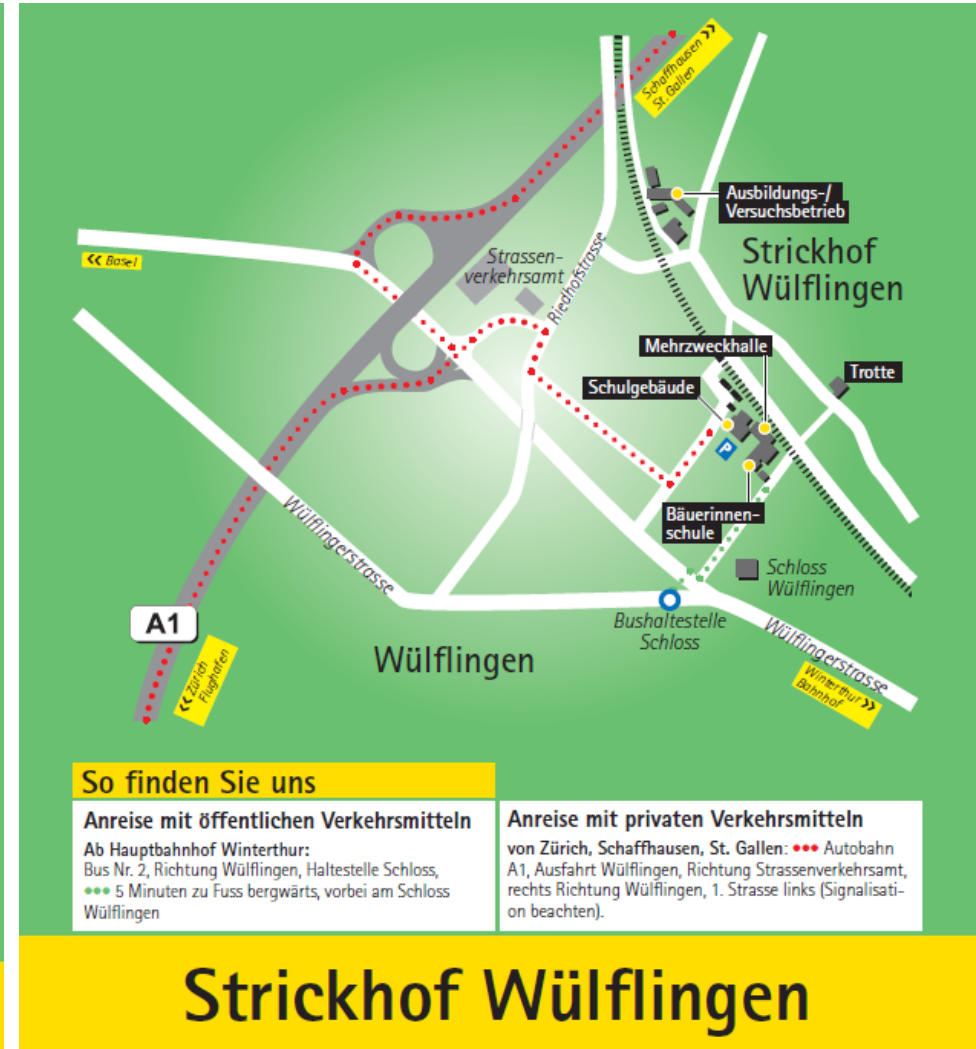 Schaffhausen >>
St. Gallen
Ausbildungs-/
Versuchsbetrieb
<< Basel
Strassen-
verkehrsamt
Riedhofstrasse
Strickhof
Wülflingen
Mehrzweckhalle
Schulgebäude
Trotte
P
Wülflingerstrasse
Bäuerinnen-
schule
Schloss
Wülflingen
A1
Bushaltestelle
Schloss
Wülflingen
Wülflingerstrasse
<< Zürich
Flughafen
Winterthur >>
Bahnhof
So finden Sie uns
Anreise mit öffentlichen Verkehrsmitteln
Ab Hauptbahnhof Winterthur:
Bus Nr. 2, Richtung Wülflingen, Haltestelle Schloss,
••• 5 Minuten zu Fuss bergwärts, vorbei am Schloss
Wülflingen
Anreise mit privaten Verkehrsmitteln
von Zürich, Schaffhausen, St. Gallen: ••• Autobahn
A1, Ausfahrt Wülflingen, Richtung Strassenverkehrsamt,
rechts Richtung Wülflingen, 1. Strasse links (Signalisati-
on beachten).
Strickhof Wülflingen